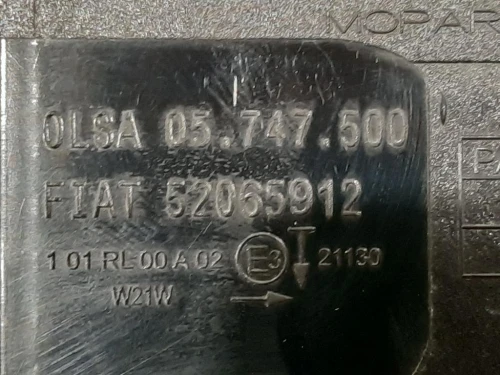 MOPAR
OLSA 05.747.500
FIAT 52065912
1 01 RL 00 A 02 E3 21130
W21W